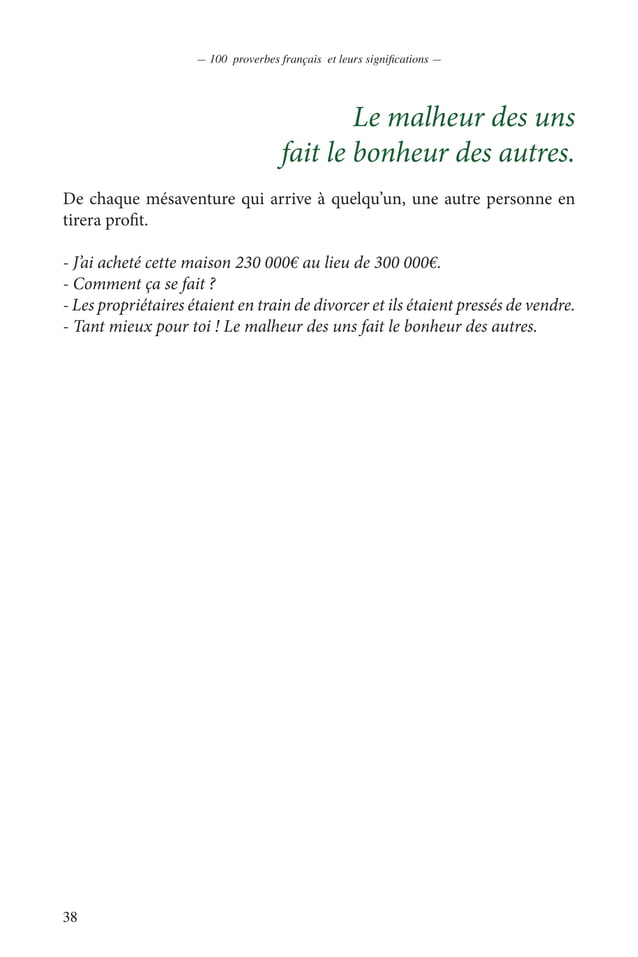 — 100 proverbes français et leurs significations —
Le malheur des uns
fait le bonheur des autres.
De chaque mésaventure qui arrive à quelqu’un, une autre personne en
tirera profit.
- J’ai acheté cette maison 230 000€ au lieu de 300 000€.
- Comment ça se fait ?
- Les propriétaires étaient en train de divorcer et ils étaient pressés de vendre.
- Tant mieux pour toi ! Le malheur des uns fait le bonheur des autres.
38